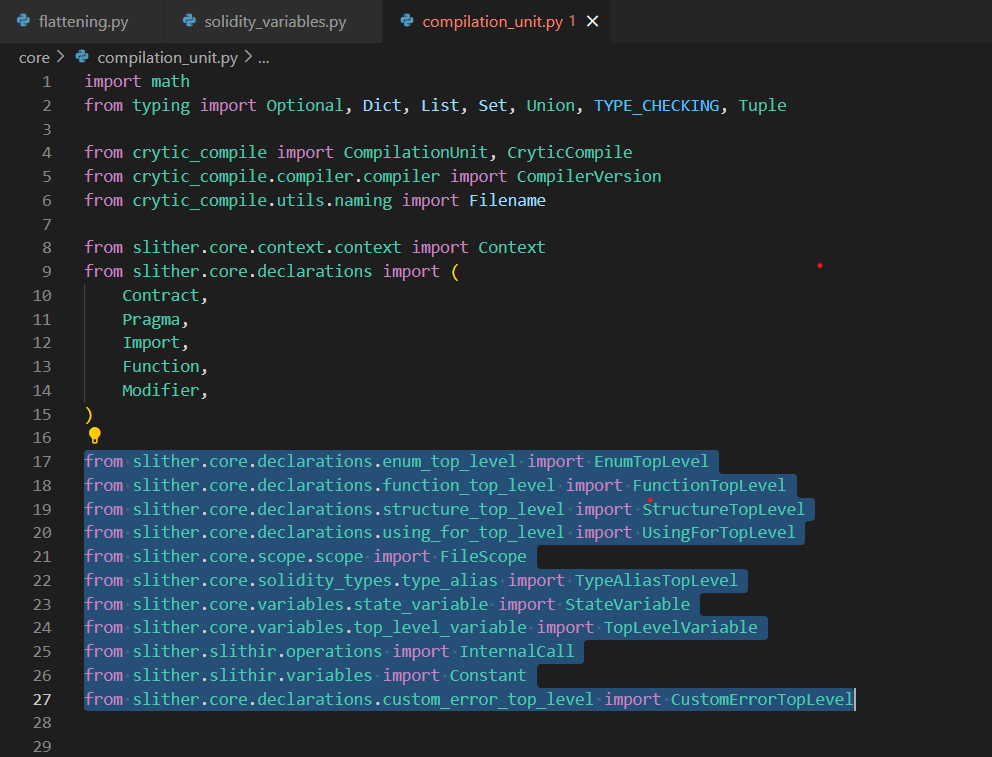 flattening.py solidity_variables.py compilation_unit.py 1
core > compilation_unit.py > ...
1 import math
2 from typing import Optional, Dict, List, Set, Union, TYPE_CHECKING, Tuple
3
4 from crytic_compile import CompilationUnit, CryticCompile
5 from crytic_compile.compiler.compiler import CompilerVersion
6 from crytic_compile.utils.naming import Filename
7
8 from slither.core.context.context import Context
9 from slither.core.declarations import (
10 Contract,
11 Pragma,
12 Import,
13 Function,
14 Modifier,
15 )
16
17 from slither.core.declarations.enum_top_level import EnumTopLevel
18 from slither.core.declarations.function_top_level import FunctionTopLevel
19 from slither.core.declarations.structure_top_level import StructureTopLevel
20 from slither.core.declarations.using_for_top_level import UsingForTopLevel
21 from slither.core.scope.scope import FileScope
22 from slither.core.solidity_types.type_alias import TypeAliasTopLevel
23 from slither.core.variables.state_variable import StateVariable
24 from slither.core.variables.top_level_variable import TopLevelVariable
25 from slither.slithir.operations import InternalCall
26 from slither.slithir.variables import Constant
27 from slither.core.declarations.custom_error_top_level import CustomErrorTopLevel
28
29